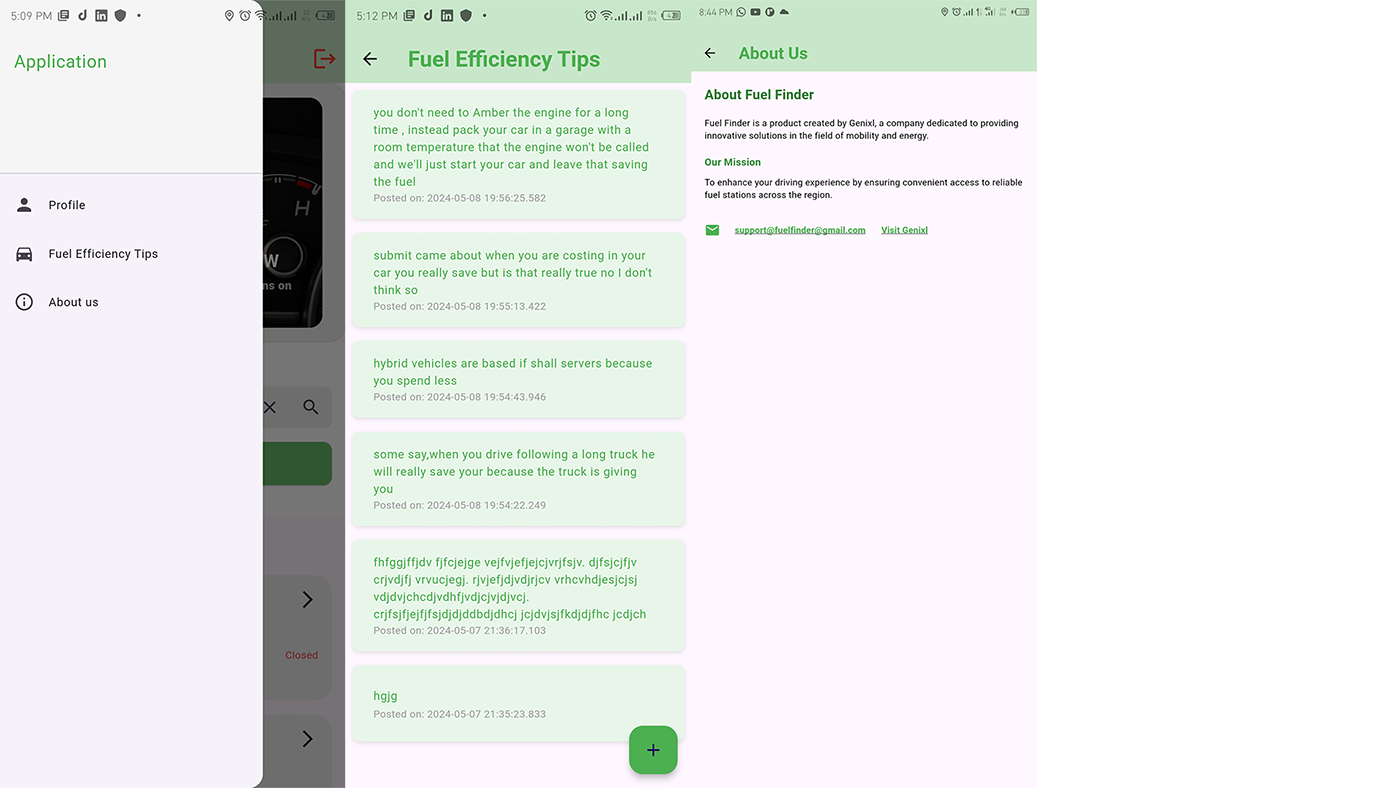 5:09 PM
Application
H
W
ns on
Profile
Fuel Efficiency Tips
About us
Closed
5:12 PM
Fuel Efficiency Tips
you don't need to Amber the engine for a long
time , instead pack your car in a garage with a
room temperature that the engine won't be called
and we'll just start your car and leave that saving
the fuel
Posted on: 2024-05-08 19:56:25.582
submit came about when you are costing in your
car you really save but is that really true no I don't
think so
Posted on: 2024-05-08 19:55:13.422
hybrid vehicles are based if shall servers because
you spend less
Posted on: 2024-05-08 19:54:43.946
some say,when you drive following a long truck he
will really save your because the truck is giving
you
Posted on: 2024-05-08 19:54:22.249
fhfggjffjdv fjfcjejge vejfvjefjejcjvrjfsjv. djfsjcjfjv
crjvdjfj vrvucjegj. rjvjefjdjvdjrjcv vrhcvhdjesjcjsj
vdjdvjchcdjvdhfjvdjcjvjdjvcj.
crjfsjfjejfjfsjdjdjddbdjdhcj jcjdvjsjfkdjdjfhc jcdjch
Posted on: 2024-05-07 21:36:17.103
hgjg
Posted on: 2024-05-07 21:35:23.833
8:44 PM
About Us
About Fuel Finder
Fuel Finder is a product created by Genixl, a company dedicated to providing
innovative solutions in the field of mobility and energy.
Our Mission
To enhance your driving experience by ensuring convenient access to reliable
fuel stations across the region.
support@fuelfinder@gmail.com Visit Genixl